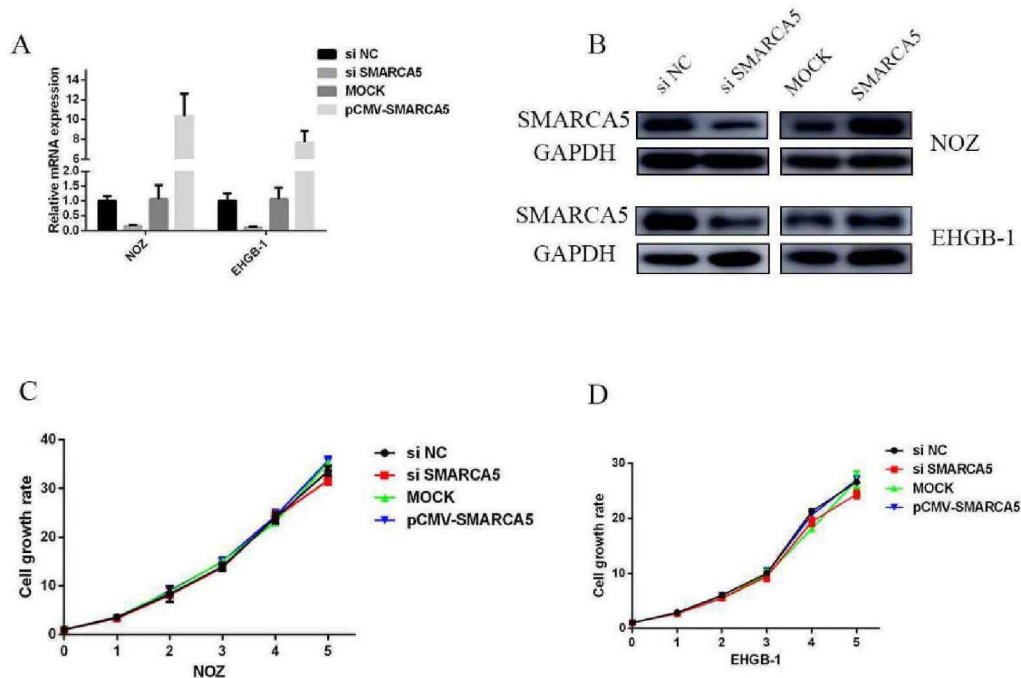 A
si NC
si SMARCA5
MOCK
pCMV-SMARCA5
Relative mRNA expression
14
12
10
8
6
4
2.0
1.5
1.0
0.5
0.0
NOZ
EHGB-1
B
si NC
si SMARCA5
MOCK
SMARCA5
SMARCA5
GAPDH
NOZ
SMARCA5
GAPDH
EHGB-1
C
si NC
si SMARCA5
MOCK
pCMV-SMARCA5
Cell growth rate
40
30
20
10
0
0 1 2 3 4 5
NOZ
D
si NC
si SMARCA5
MOCK
pCMV-SMARCA5
Cell growth rate
30
20
10
0
0 1 2 3 4 5
EHGB-1